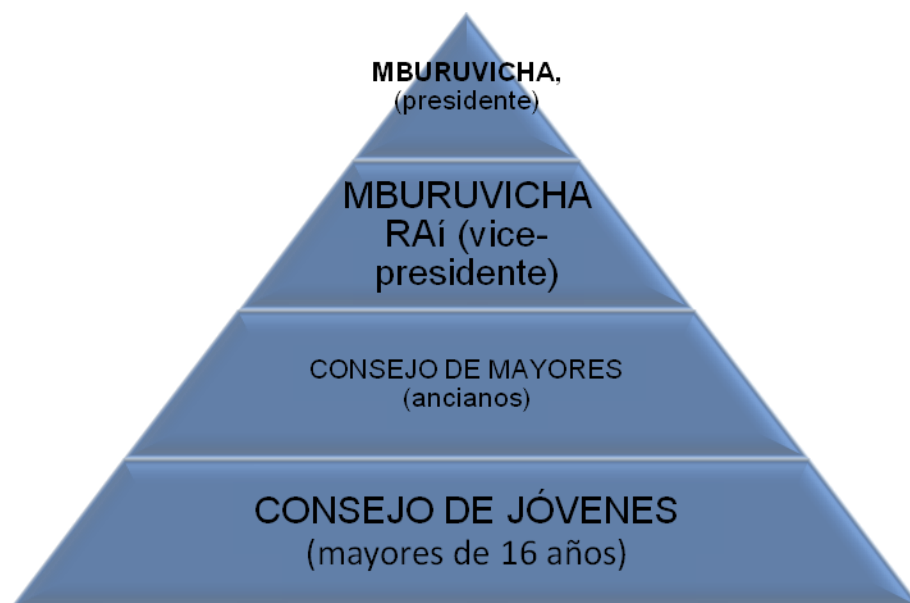 MBURUVICHA,
(presidente)
MBURUVICHA
RAí (vice-
presidente)
CONSEJO DE MAYORES
(ancianos)
CONSEJO DE JÓVENES
(mayores de 16 años)